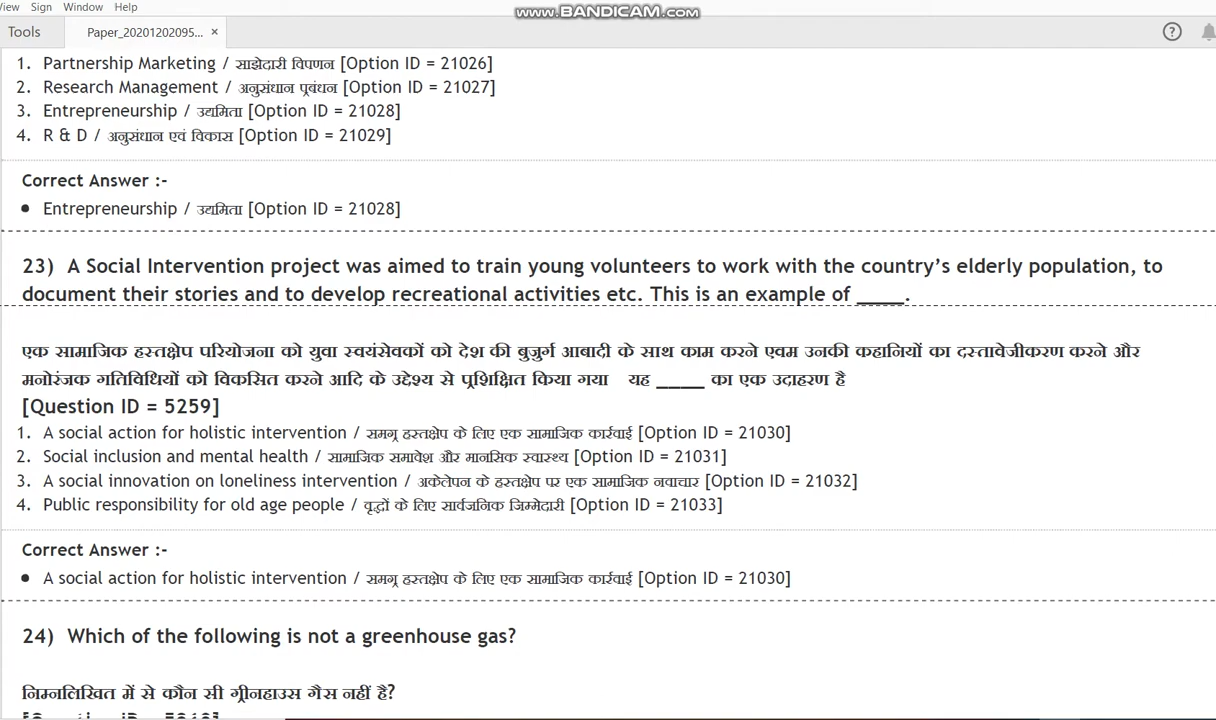 View Sign Window Help
www.BANDICAM.com
Tools Paper_20201202095... ×
1. Partnership Marketing / साझेदारी विपणन [Option ID = 21026]
2. Research Management / अनुसंधान प्रबंधन [Option ID = 21027]
3. Entrepreneurship / उद्यमिता [Option ID = 21028]
4. R & D / अनुसंधान एवं विकास [Option ID = 21029]
Correct Answer :-
• Entrepreneurship / उद्यमिता [Option ID = 21028]
23) A Social Intervention project was aimed to train young volunteers to work with the country’s elderly population, to
document their stories and to develop recreational activities etc. This is an example of ____.
एक सामाजिक हस्तक्षेप परियोजना को युवा स्वयंसेवकों को देश की बुजुर्ग आबादी के साथ काम करने एवम उनकी कहानियों का दस्तावेजीकरण करने और
मनोरंजक गतिविधियों को विकसित करने आदि के उद्देश्य से प्रशिक्षित किया गया यह ____ का एक उदाहरण है
[Question ID = 5259]
1. A social action for holistic intervention / समग्र हस्तक्षेप के लिए एक सामाजिक कार्रवाई [Option ID = 21030]
2. Social inclusion and mental health / सामाजिक समावेश और मानसिक स्वास्थ्य [Option ID = 21031]
3. A social innovation on loneliness intervention / अकेलेपन के हस्तक्षेप पर एक सामाजिक नवाचार [Option ID = 21032]
4. Public responsibility for old age people / वृद्धों के लिए सार्वजनिक जिम्मेदारी [Option ID = 21033]
Correct Answer :-
• A social action for holistic intervention / समग्र हस्तक्षेप के लिए एक सामाजिक कार्रवाई [Option ID = 21030]
24) Which of the following is not a greenhouse gas?
निम्नलिखित में से कौन सी ग्रीनहाउस गैस नहीं है?